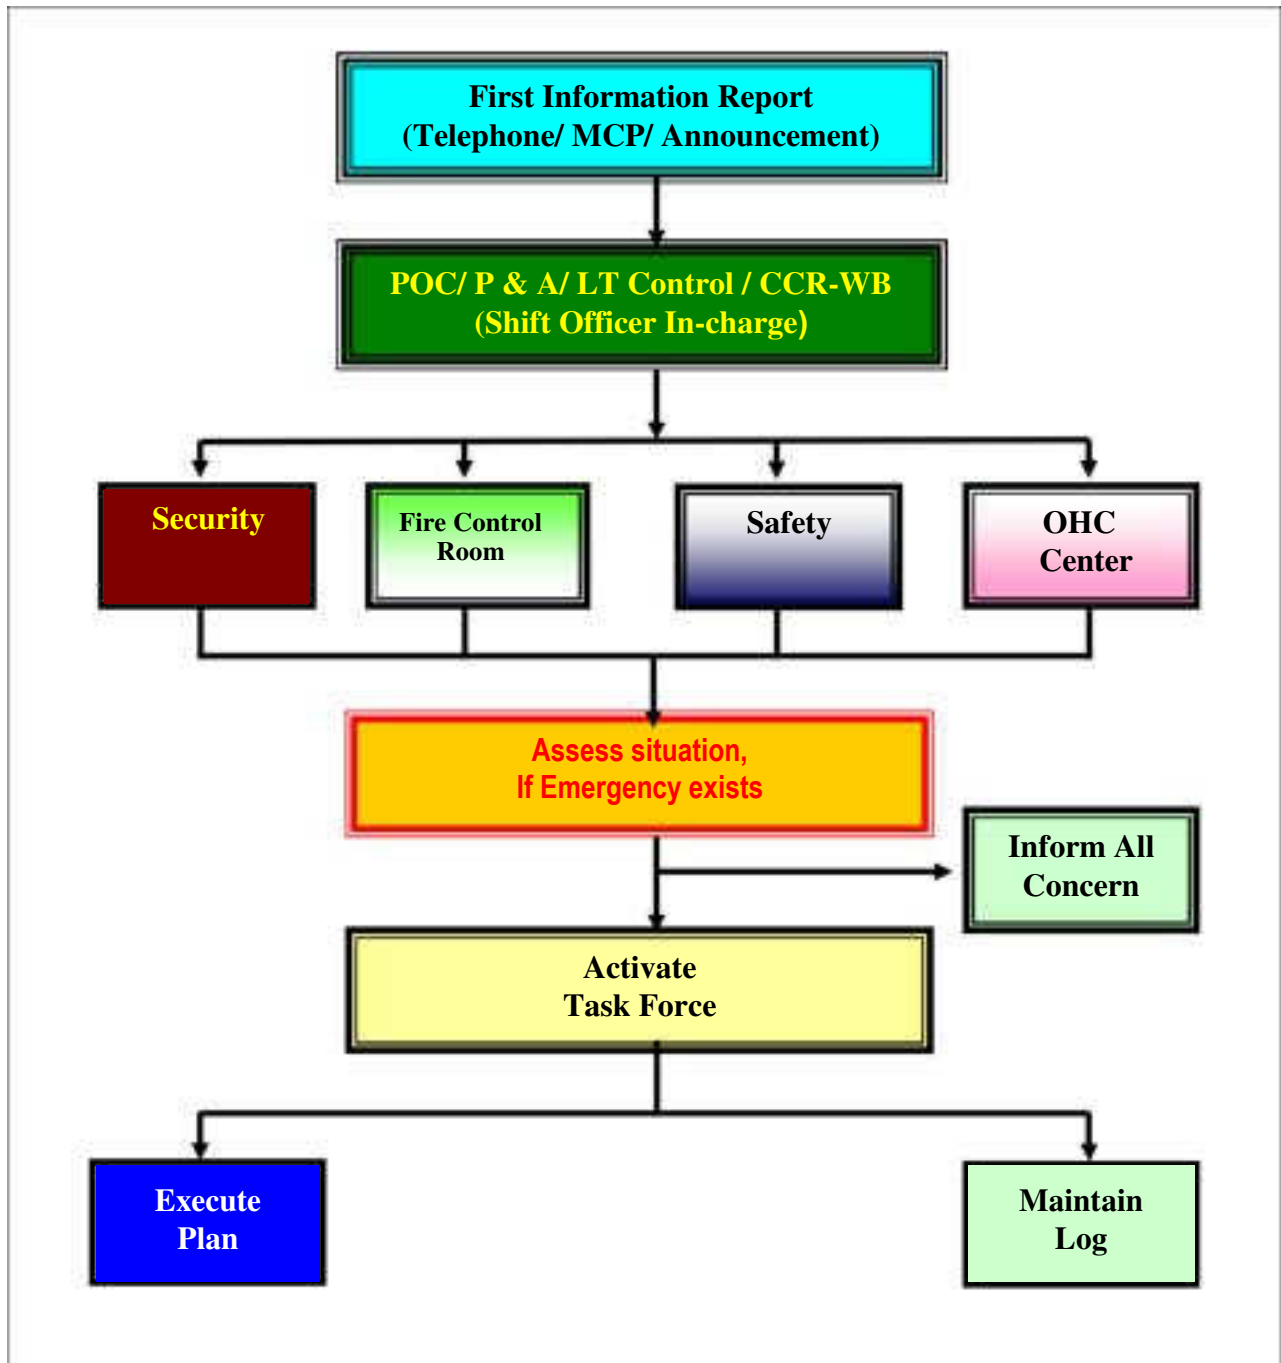 First Information Report
(Telephone/ MCP/ Announcement)
POC/ P & A/ LT Control / CCR-WB
(Shift Officer In-charge)
Security
Fire Control
Room
Safety
OHC
Center
Assess situation,
If Emergency exists
Inform All
Concern
Activate
Task Force
Execute
Plan
Maintain
Log